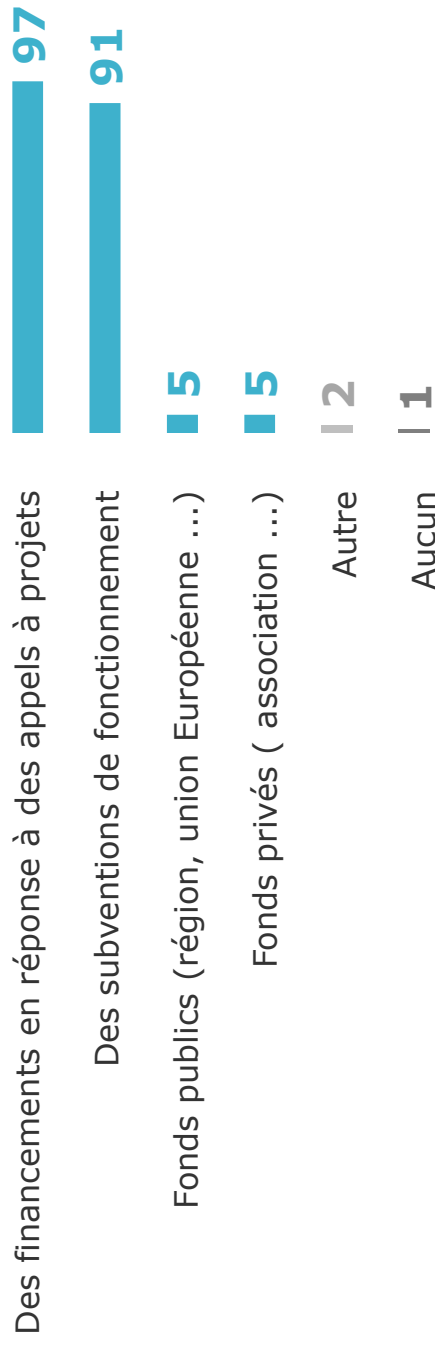 Des financements en réponse à des appels à projets 97
Des subventions de fonctionnement 91
Fonds publics (région, union Européenne ...) 5
Fonds privés ( association ...) 5
Autre 2
Aucun 1